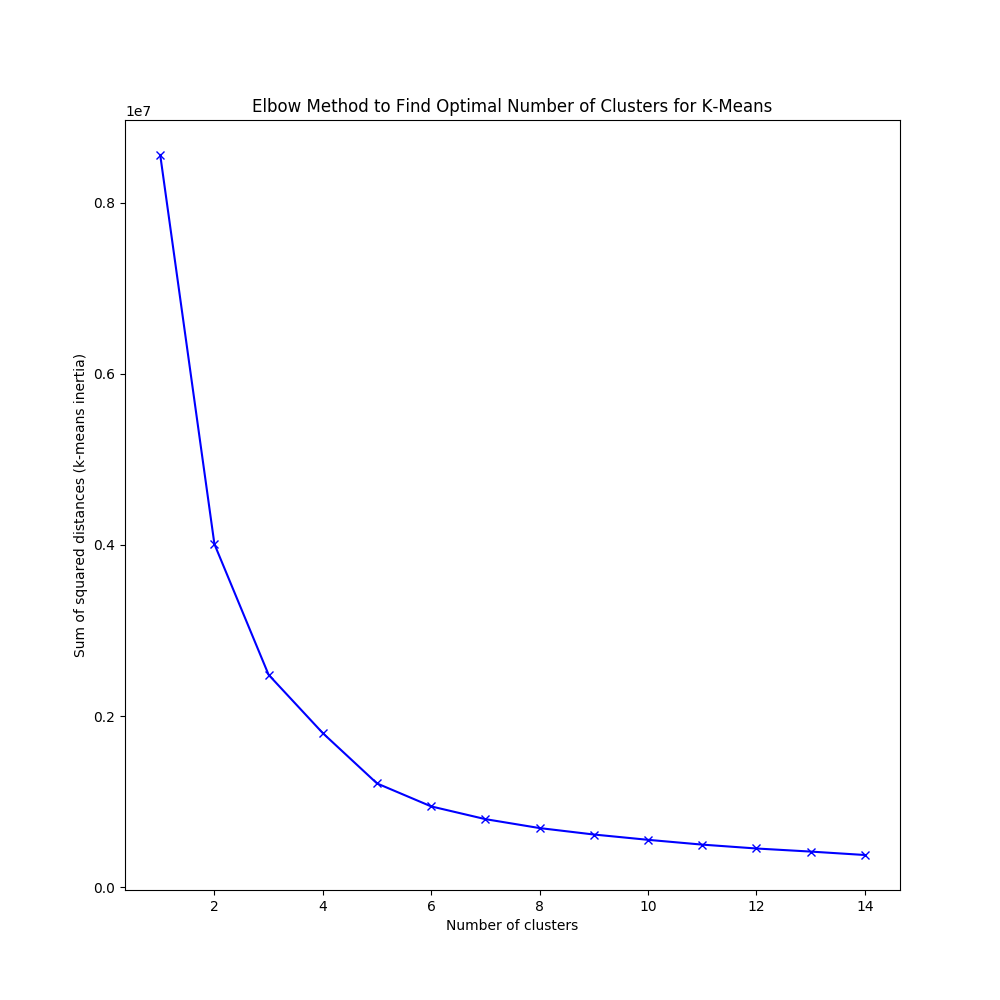 Elbow Method to Find Optimal Number of Clusters for K-Means
1e7
0.8
0.6
0.4
0.2
0.0
Sum of squared distances (k-means inertia)
2 4 6 8 10 12 14
Number of clusters